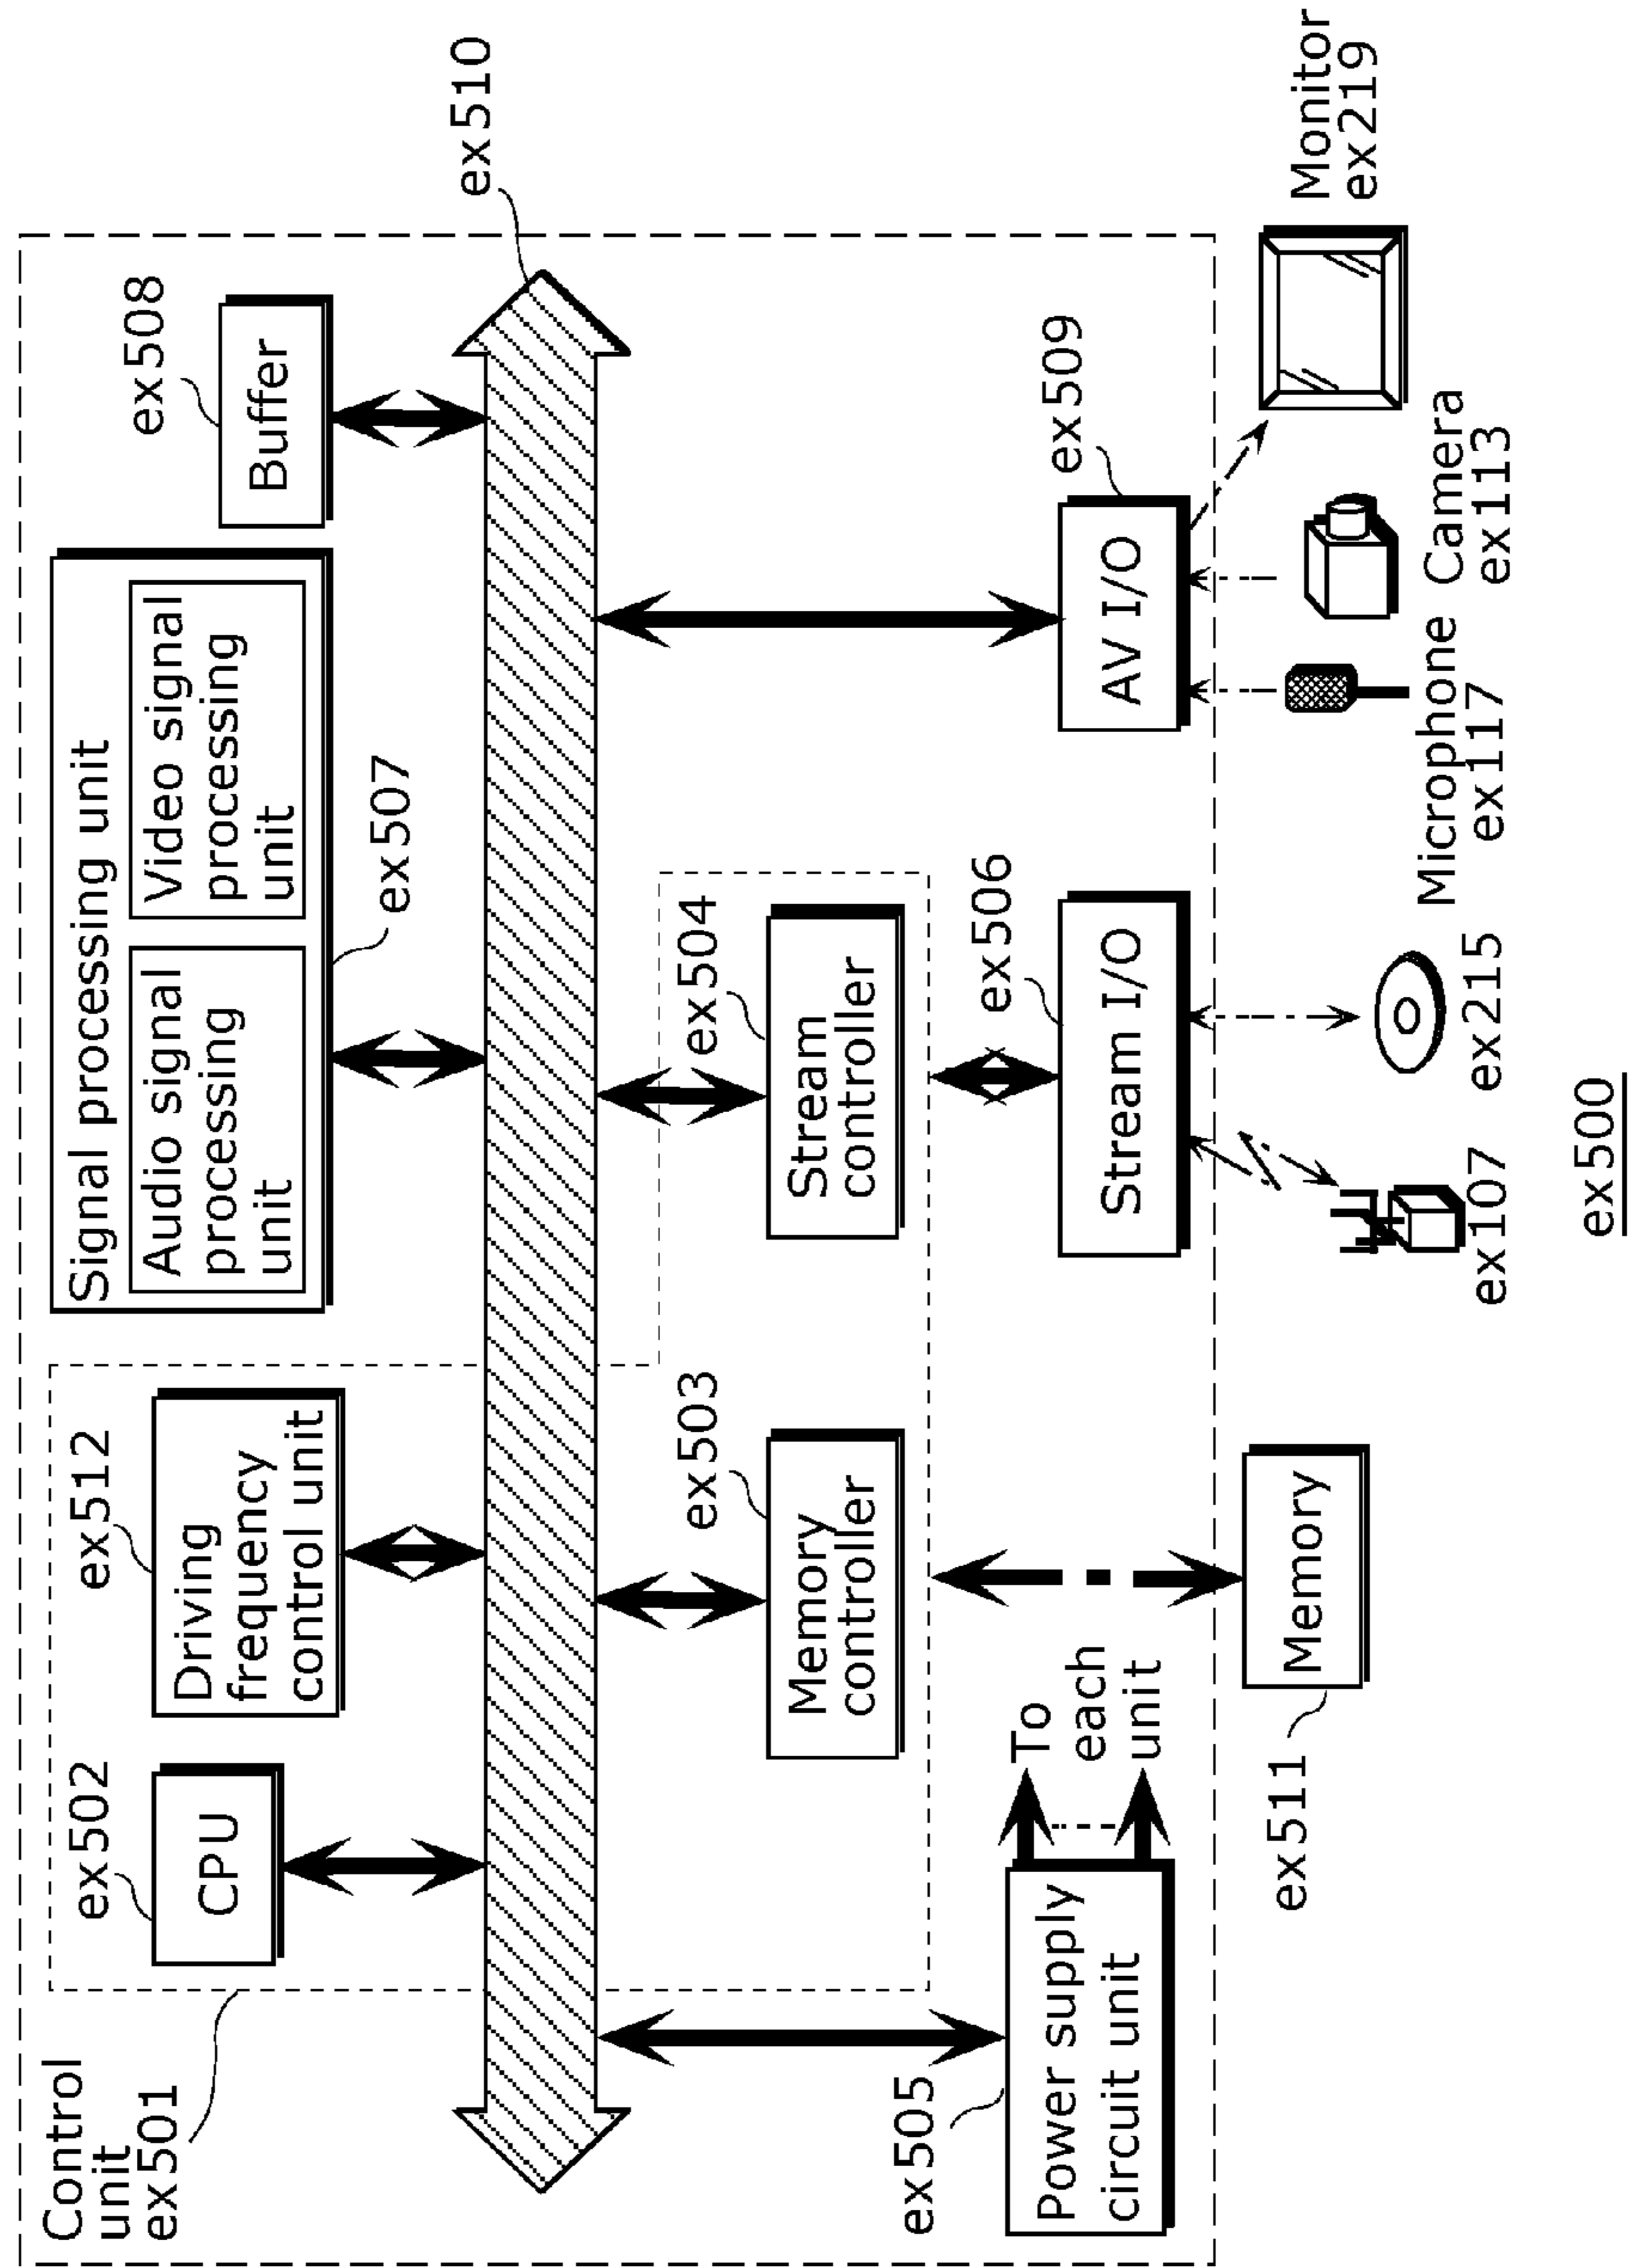 Control
unit
ex501
ex502
CPU
ex512
Driving
frequency
control unit
Signal processing unit
Audio signal
processing
unit
Video signal
processing
unit
ex507
ex508
Buffer
ex510
ex503
Memory
controller
ex504
Stream
controller
ex505
Power supply
circuit unit
To
each
unit
ex506
Stream I/O
ex509
AV I/O
ex511
Memory
ex107
ex215
Microphone
ex117
Camera
ex113
Monitor
ex219
ex500